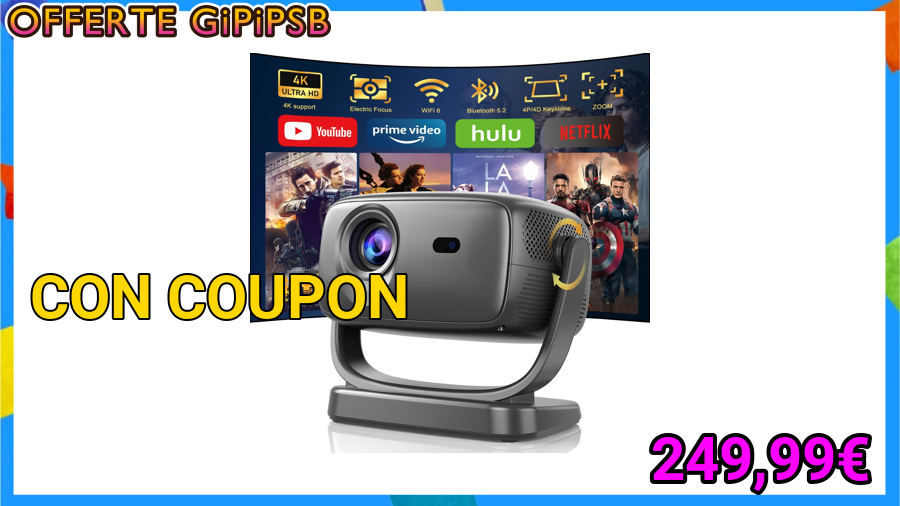 OFFERTE GiPiPSB
4K
ULTRA HD
4K support
Electric Focus
WiFi 6
Bluetooth 5.2
4P/4D Keystone
ZOOM
YouTube
prime video
hulu
NETFLIX
LA
LA
CON COUPON
249,99€